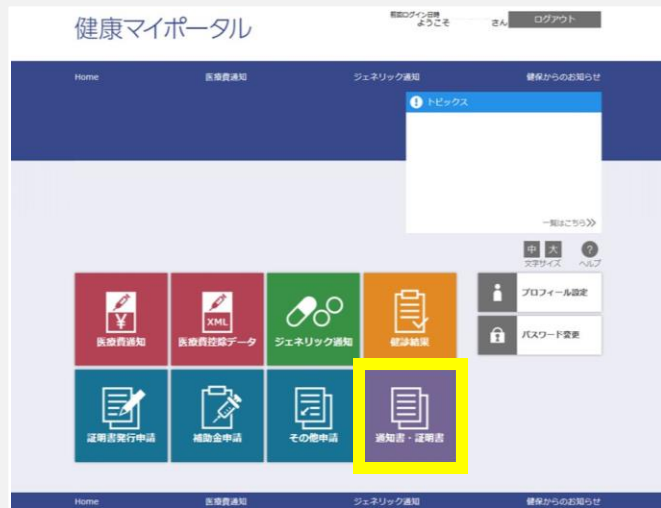 健康マイポータル
前回ログイン日時
ようこそ さん
ログアウト
Home 医療費通知 ジェネリック通知 健保からのお知らせ
! トピックス
一覧はこちら》
中 大 ?
文字サイズ ヘルプ
プロフィール設定
パスワード変更
¥ XML
医療費通知 医療費控除データ ジェネリック通知 健診結果
証明書発行申請 補助金申請 その他申請 通知書・証明書
Home 医療費通知 ジェネリック通知 健保からのお知らせ